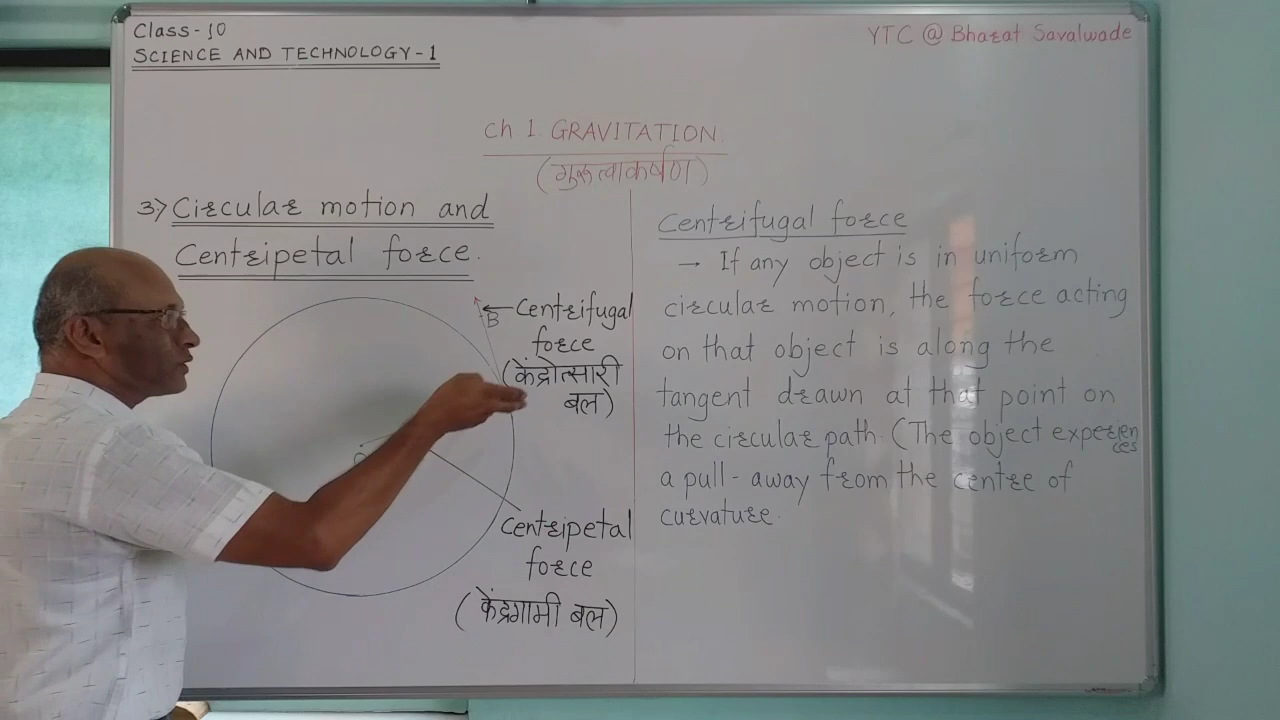 Class-10
SCIENCE AND TECHNOLOGY-1
YTC @ Bharat Savalwade
Ch 1. GRAVITATION.
(गुरुत्वाकर्षण)
3) Circular motion and
Centripetal force.
B
Centrifugal
force
(केंद्रोत्सारी
बल)
Centripetal
force
(केंद्रगामी बल)
Centrifugal force
→ If any object is in uniform
circular motion, the force acting
on that object is along the
tangent drawn at that point on
the circular path. (The object experiences
a pull-away from the centre of
curvature.